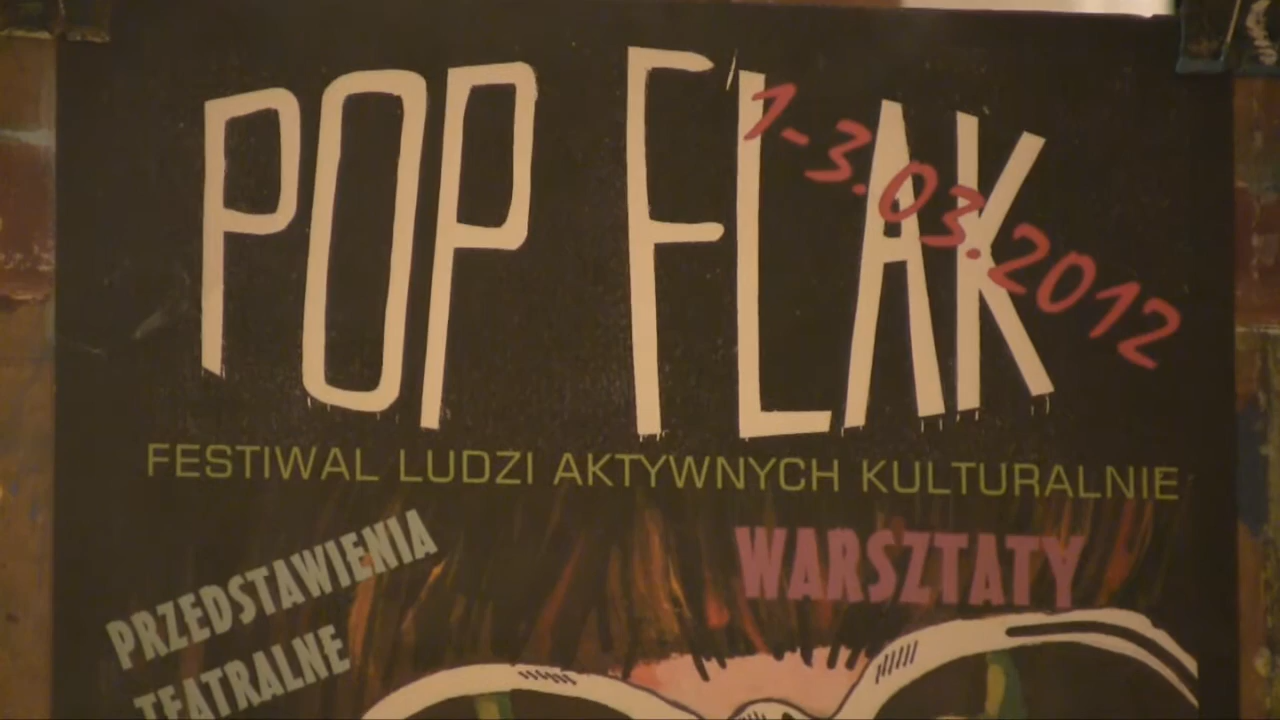 POP FLAK
1-3.03.2012
FESTIWAL LUDZI AKTYWNYCH KULTURALNIE
PRZEDSTAWIENIA
TEATRALNE
WARSZTATY